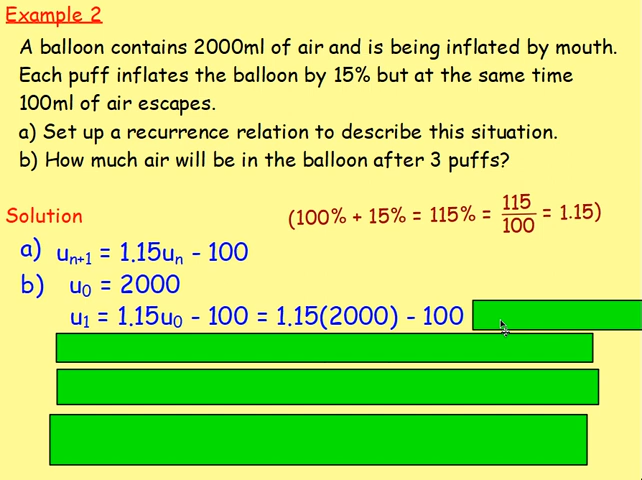 Example 2
A balloon contains 2000ml of air and is being inflated by mouth.
Each puff inflates the balloon by 15% but at the same time
100ml of air escapes.
a) Set up a recurrence relation to describe this situation.
b) How much air will be in the balloon after 3 puffs?
Solution (100% + 15% = 115% = 115/100 = 1.15)
a) uₙ₊₁ = 1.15uₙ - 100
b) u₀ = 2000
u₁ = 1.15u₀ - 100 = 1.15(2000) - 100